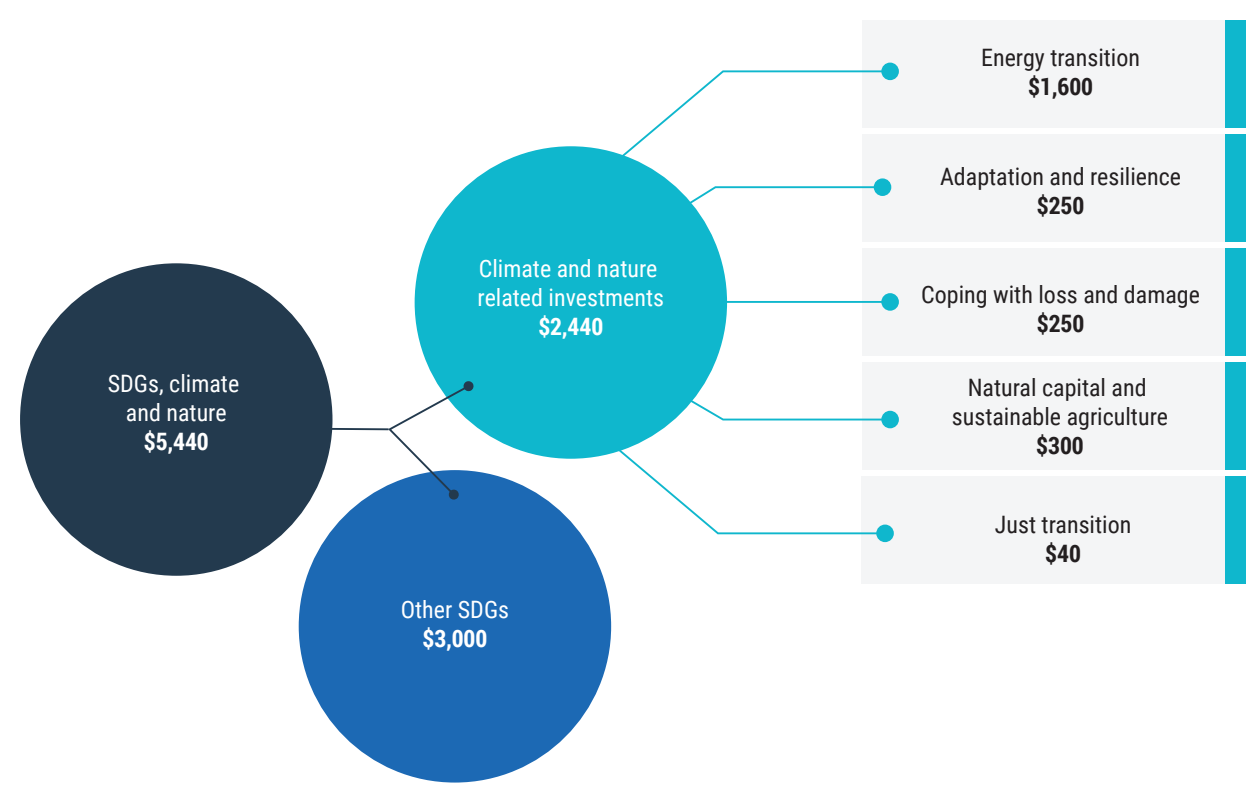 SDGs, climate
and nature
$5,440
Climate and nature
related investments
$2,440
Other SDGs
$3,000
Energy transition
$1,600
Adaptation and resilience
$250
Coping with loss and damage
$250
Natural capital and
sustainable agriculture
$300
Just transition
$40